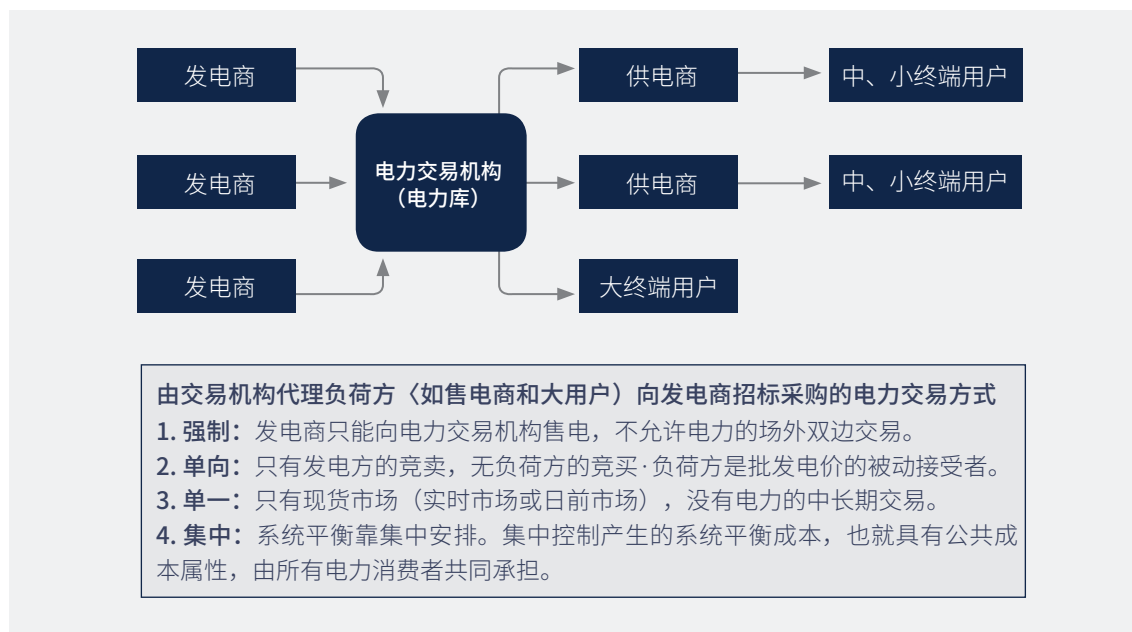 发电商
供电商
中、小终端用户
发电商
电力交易机构
（电力库）
供电商
中、小终端用户
发电商
大终端用户
由交易机构代理负荷方〈如售电商和大用户）向发电商招标采购的电力交易方式
1. 强制：发电商只能向电力交易机构售电，不允许电力的场外双边交易。
2. 单向：只有发电方的竞卖，无负荷方的竞买·负荷方是批发电价的被动接受者。
3. 单一：只有现货市场（实时市场或日前市场），没有电力的中长期交易。
4. 集中：系统平衡靠集中安排。集中控制产生的系统平衡成本，也就具有公共成
本属性，由所有电力消费者共同承担。